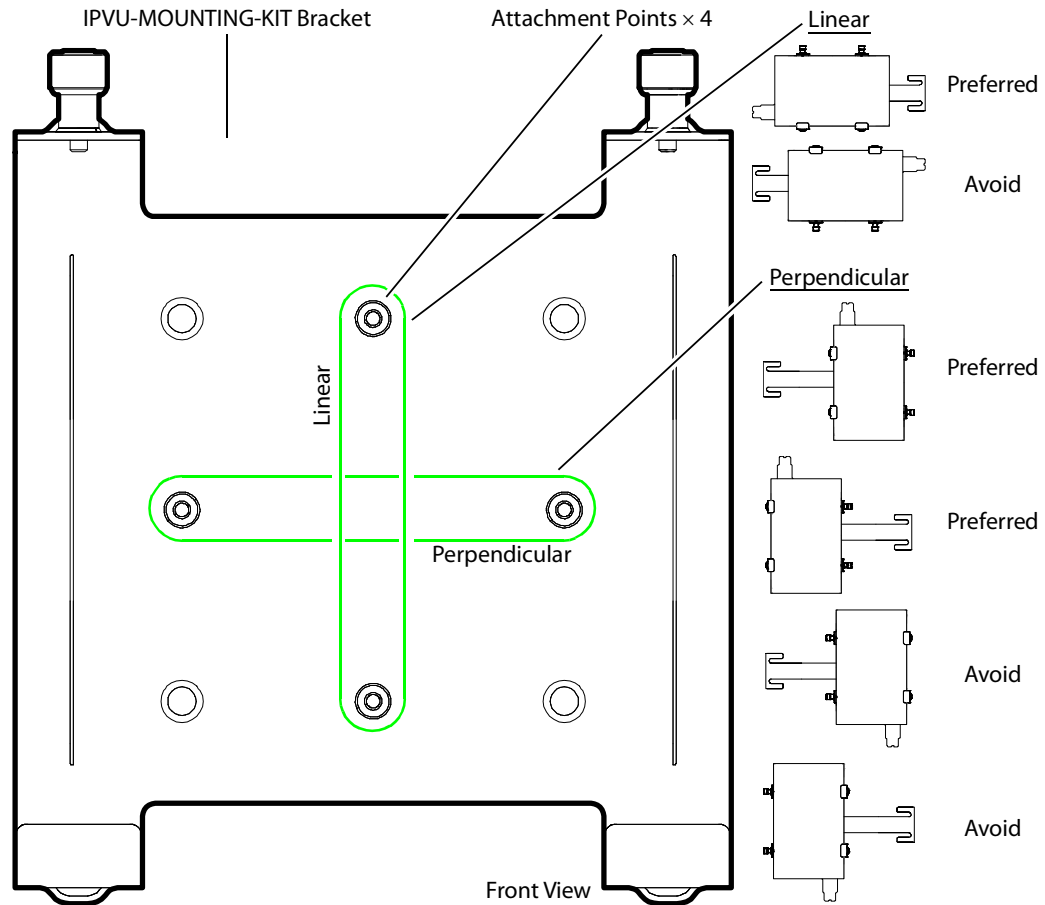 IPVU-MOUNTING-KIT Bracket
Attachment Points × 4
Linear
Preferred
Avoid
Perpendicular
Preferred
Linear
Preferred
Perpendicular
Avoid
Avoid
Front View